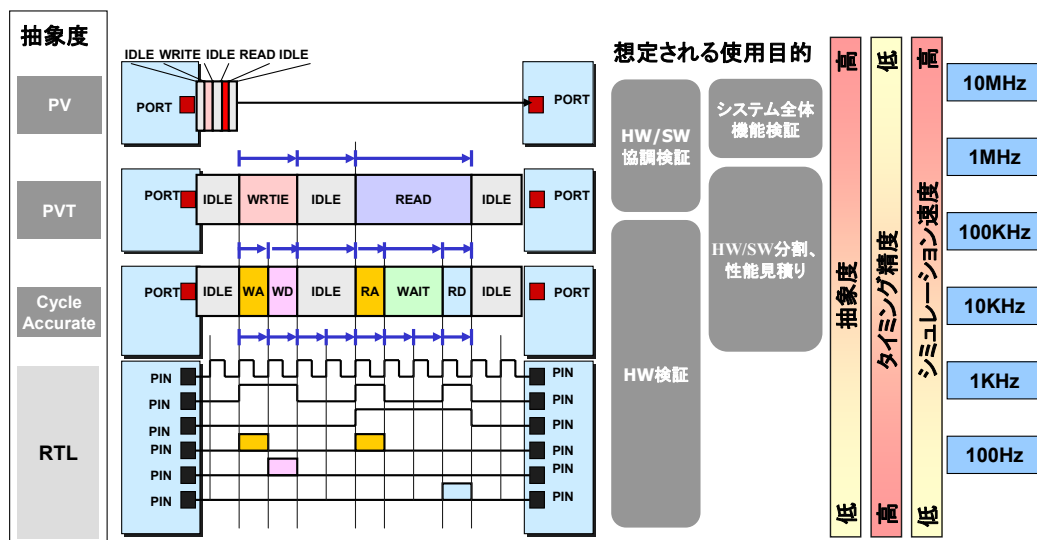 抽象度
PV
PVT
Cycle
Accurate
RTL
IDLE WRITE IDLE READ IDLE
PORT
PORT
PORT
IDLE
WRTIE
IDLE
READ
IDLE
PORT
PORT
IDLE
WA
WD
IDLE
RA
WAIT
RD
IDLE
PORT
PIN
PIN
PIN
PIN
PIN
PIN
PIN
PIN
PIN
PIN
PIN
PIN
想定される使用目的
HW/SW
協調検証
システム全体
機能検証
HW/SW分割、
性能見積り
HW検証
高
抽象度
低
低
タイミング精度
高
高
シミュレーション速度
低
10MHz
1MHz
100KHz
10KHz
1KHz
100Hz